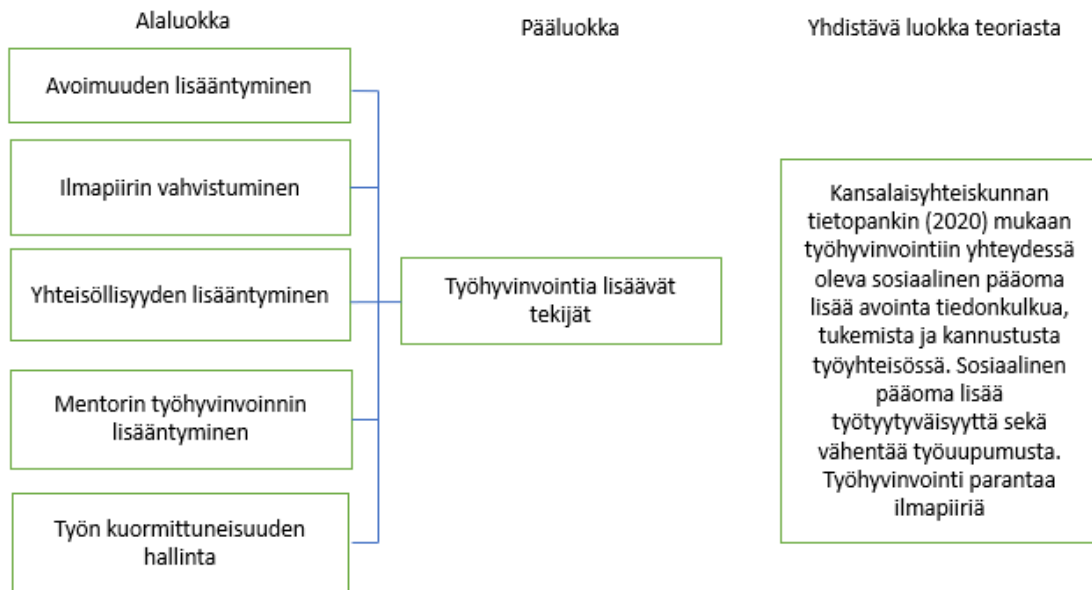 Alaluokka
Pääluokka
Yhdistävä luokka teoriasta
Avoimuuden lisääntyminen
Ilmapiirin vahvistuminen
Yhteisöllisyyden lisääntyminen
Mentorin työhyvinvoinnin
lisääntyminen
Työn kuormittuneisuuden
hallinta
Työhyvinvointia lisäävät
tekijät
Kansalaisyhteiskunnan
tietopankin (2020) mukaan
työhyvinvointiin yhteydessä
oleva sosiaalinen pääoma
lisää avointa tiedonkulkua,
tukemista ja kannustusta
työyhteisössä. Sosiaalinen
pääoma lisää
työtyytyväisyyttä sekä
vähentää työuupumusta.
Työhyvinvointi parantaa
ilmapiiriä